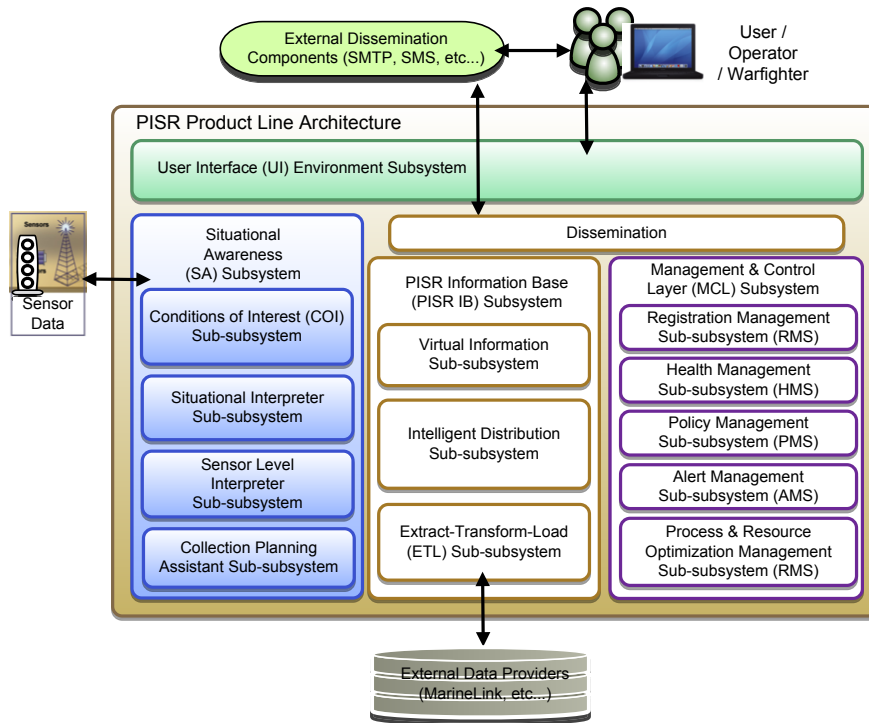 External Dissemination
Components (SMTP, SMS, etc...)
User /
Operator
/ Warfighter
PISR Product Line Architecture
User Interface (UI) Environment Subsystem
Sensors
Sensor
Data
Situational
Awareness
(SA) Subsystem
Conditions of Interest (COI)
Sub-subsystem
Situational Interpreter
Sub-subsystem
Sensor Level
Interpreter
Sub-subsystem
Collection Planning
Assistant Sub-subsystem
Dissemination
PISR Information Base
(PISR IB) Subsystem
Virtual Information
Sub-subsystem
Intelligent Distribution
Sub-subsystem
Extract-Transform-Load
(ETL) Sub-subsystem
Management & Control
Layer (MCL) Subsystem
Registration Management
Sub-subsystem (RMS)
Health Management
Sub-subsystem (HMS)
Policy Management
Sub-subsystem (PMS)
Alert Management
Sub-subsystem (AMS)
Process & Resource
Optimization Management
Sub-subsystem (RMS)
External Data Providers
(MarineLink, etc...)